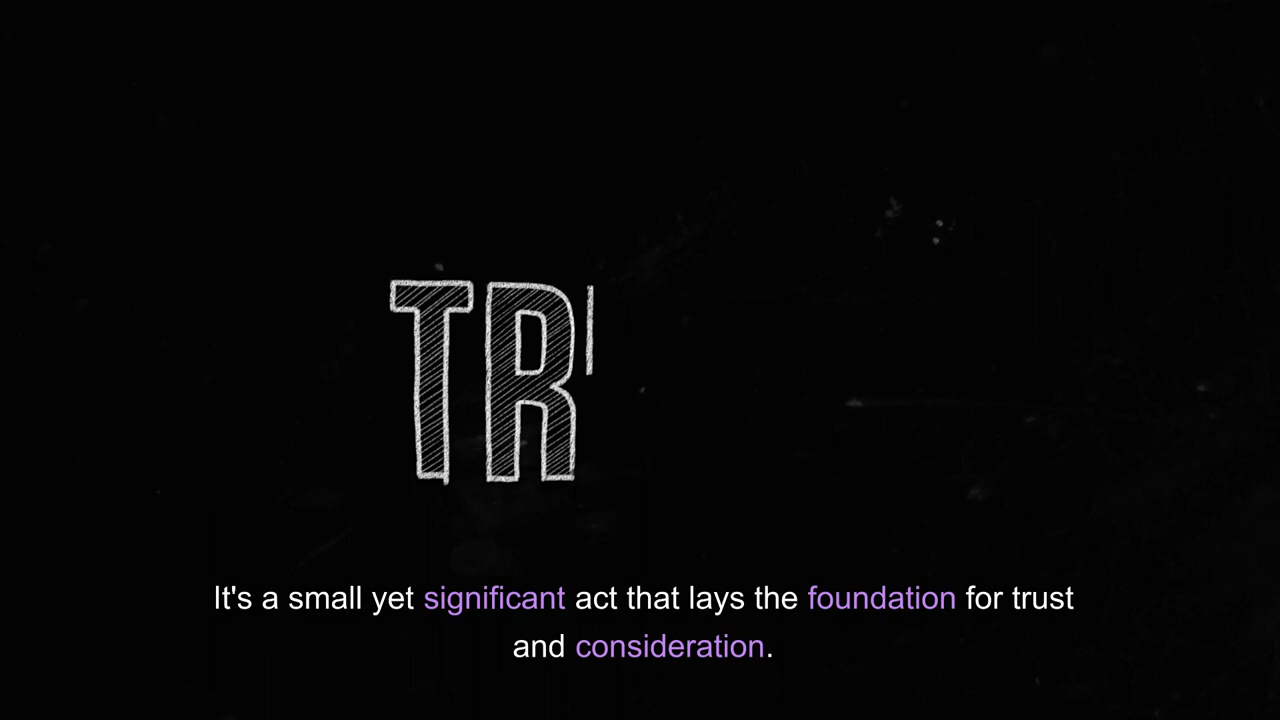 TR
It's a small yet significant act that lays the foundation for trust
and consideration.